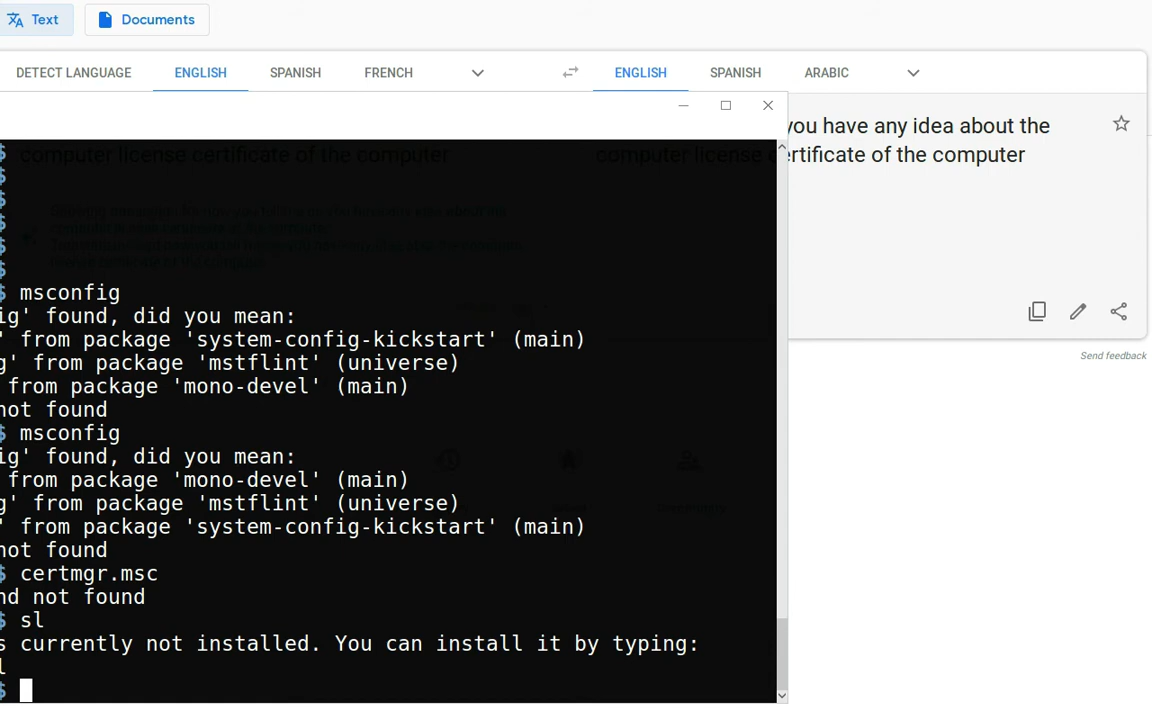 Text
Documents
DETECT LANGUAGE ENGLISH SPANISH FRENCH
ENGLISH SPANISH ARABIC
you have any idea about the
computer license certificate of the computer
computer license certificate of the computer
Send feedback
$
$
$
$
$
$
$ msconfig
ig' found, did you mean:
' from package 'system-config-kickstart' (main)
g' from package 'mstflint' (universe)
from package 'mono-devel' (main)
not found
$ msconfig
ig' found, did you mean:
from package 'mono-devel' (main)
g' from package 'mstflint' (universe)
' from package 'system-config-kickstart' (main)
not found
$ certmgr.msc
nd not found
$ sl
s currently not installed. You can install it by typing:
l
$